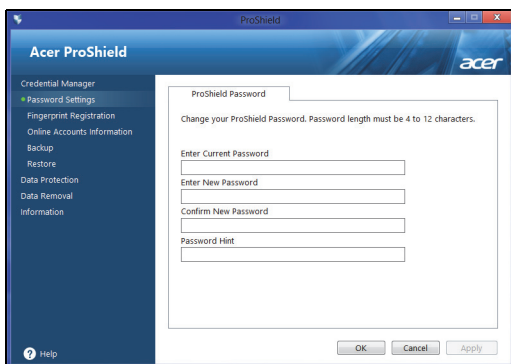 ProShield
Acer ProShield
acer
Credential Manager
Password Settings
Fingerprint Registration
Online Accounts Information
Backup
Restore
Data Protection
Data Removal
Information
Help
ProShield Password
Change your ProShield Password. Password length must be 4 to 12 characters.
Enter Current Password
Enter New Password
Confirm New Password
Password Hint
OK
Cancel
Apply